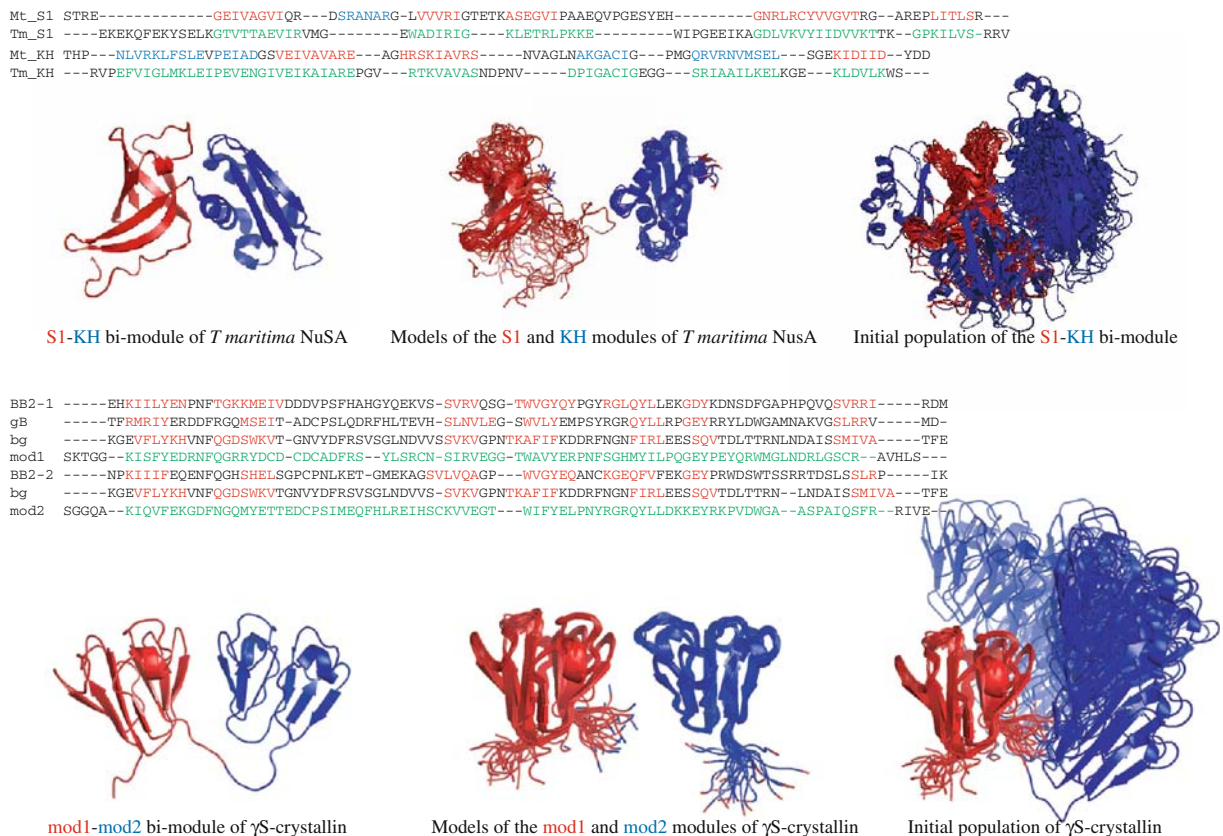 Mt_S1 STRE------------GEIVAGVIQR---DSRANARG-LVVVRIGTETKASEGVIPAAEQVPGESYEH---------GNRLRCYVVGVTRG--AREPLITLSR---
Tm_S1 ----EKEKQFEKYSELKGTVTTAEVIRVMG------EWADIRIG----KLETRLPKKE-------WIPGEEIKAGDLVKVYIIDVVKTTK---GPKILVS-RRV
Mt_KH THP---NLVRKLFSLEVPEIADGSVEIVAVARE---AGHRSKIAVRS-----NVAGLNAKGACIG---PMGQRVRNVMSEL---SGE-KIDIID-YDD
Tm_KH ---RVPEFVIGLMKLEIPEVENGIVEIKAIAREPGV---RTKVAVASNDPNV-----DPIGACIGEGG---SRIAAILKELKGE----KLDVLKWS---
S1-KH bi-module of T maritima NuSA
Models of the S1 and KH modules of T maritima NusA
Initial population of the S1-KH bi-module
BB2-1 -----EHKIILYENPNFTGKKMEIVDDDVPSFHAHGYQEKVS-SVRVQSG-TWVGYQYPGYRGLQYLLEKGDYKDNSDFGAPHPQVQSVRRI-----RDM
gB -----TFRMRIYERDDFRGQMSEIT-ADCPSLQDRFHLTEVH-SLNVLEG-SWVLYEMPSYRGRQYLLRPGEYRRYLDWGAMNAKVGSLRRV----MD-
bg -----KGEVFLYKHVNFQGDSWKVT-GNVYDFRSVSGLNDVVSSVKVGPNTKAFIFKDDRFNGNFIRLEESSQVTDLTTRNLNDAISSMIVA-----TFE
mod1 SKTGG--KISFYEDRNFQGRRYDCD-CDCADFRS--YLSRCN-SIRVEGG-TWAVYERPNFSGHMYILPQGEYPEYQRWMGLNDRLGSCR---AVHLS-
BB2-2 -----NPKIIIFEQENFQGHSHELSGPCPNLKET-GMEKAGSVLVQAGP----WVGYEQANCKGEQFVFEKGEYPRWDSWTSSRRTDSLSSLRP-----IK
bg -----KGEVFLYKHVNFQGDSWKVTGNVYDFRSVSGLNDVVS-SVKVGPNTKAFIFKDDRFNGNFIRLEESSQVTDLTTRN--LNDAISSMIVA----TFE
mod2 SGGQA--KIQVFEKGDFNGQMYETTEDCPSIMEQFHLREIHSCKVVEGT---WIFYELPNYRGRQYLLDKKEYRKPVDWGA--ASPAIQSFR--RIVE--
mod1-mod2 bi-module of γS-crystallin
Models of the mod1 and mod2 modules of γS-crystallin
Initial population of γS-crystallin